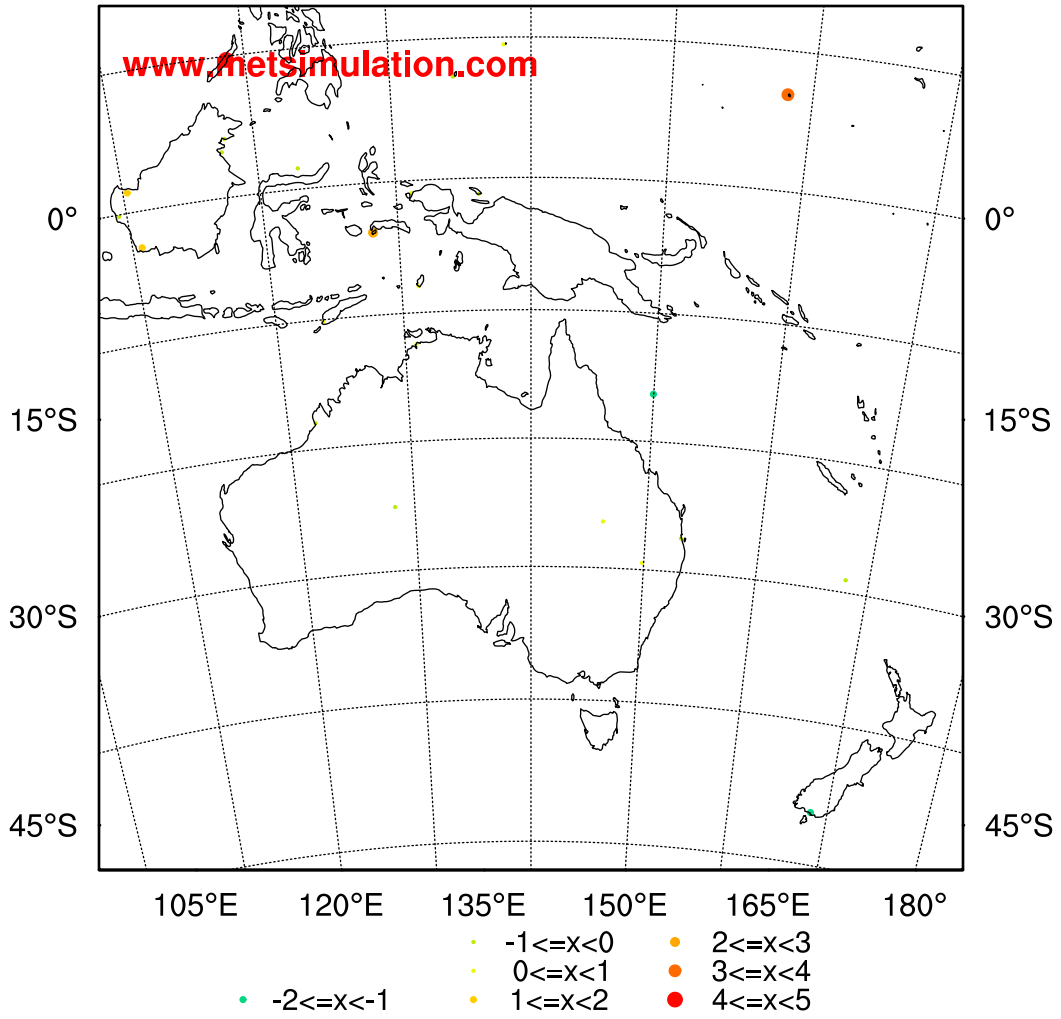 www.metsimulation.com
0° 0°
15°S 15°S
30°S 30°S
45°S 45°S
105°E 120°E 135°E 150°E 165°E 180°
-1<=x<0 2<=x<3
0<=x<1 3<=x<4
-2<=x<-1 1<=x<2 4<=x<5